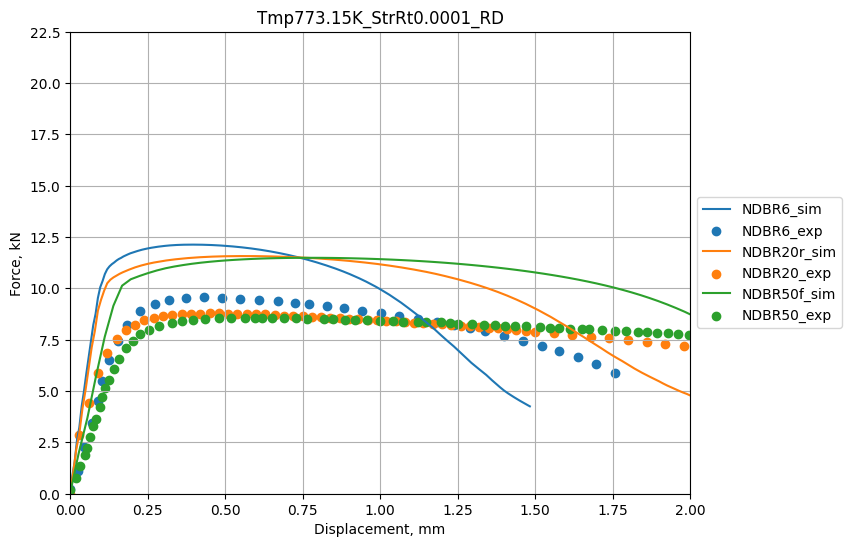 Tmp773.15K_StrRt0.0001_RD
Force, kN
22.5
20.0
17.5
15.0
12.5
10.0
7.5
5.0
2.5
0.0
0.00 0.25 0.50 0.75 1.00 1.25 1.50 1.75 2.00
Displacement, mm
NDBR6_sim
NDBR6_exp
NDBR20r_sim
NDBR20_exp
NDBR50f_sim
NDBR50_exp